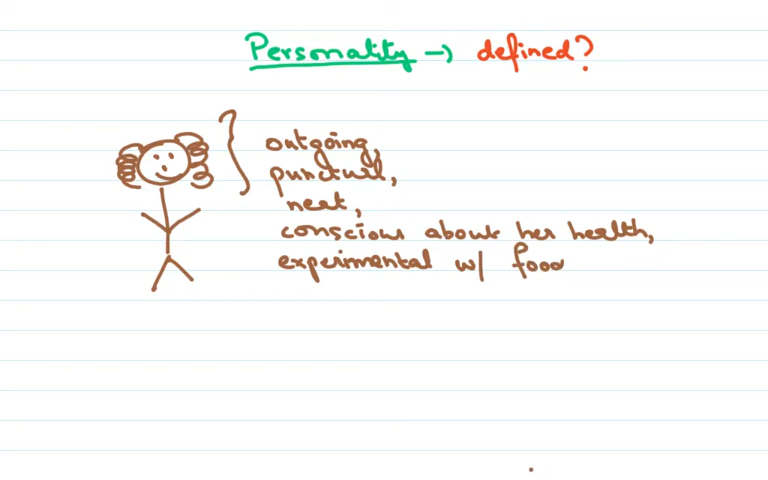 Personality → defined?
outgoing,
punctual,
neat,
conscious about her health,
experimental w/ food